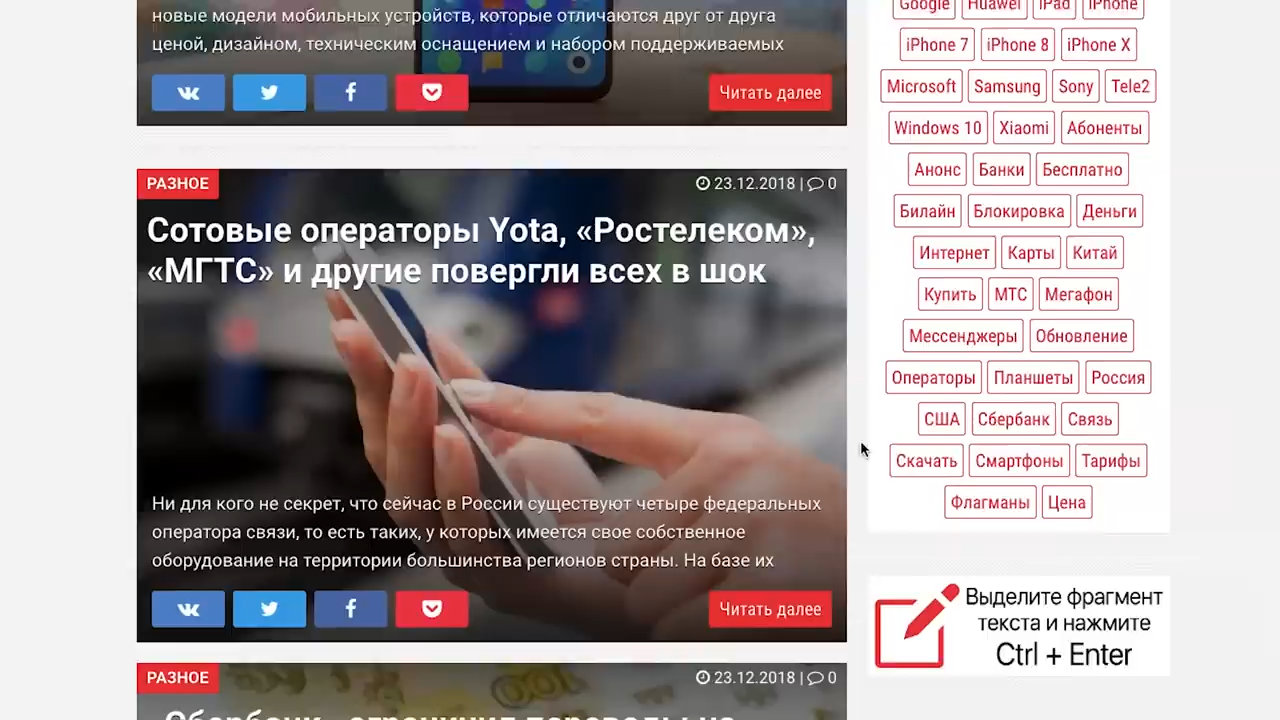 новые модели мобильных устройств, которые отличаются друг от друга
ценой, дизайном, техническим оснащением и набором поддерживаемых
Читать далее
РАЗНОЕ
23.12.2018 | 0
Сотовые операторы Yota, «Ростелеком»,
«МГТС» и другие повергли всех в шок
Ни для кого не секрет, что сейчас в России существуют четыре федеральных
оператора связи, то есть таких, у которых имеется свое собственное
оборудование на территории большинства регионов страны. На базе их
Читать далее
РАЗНОЕ
23.12.2018 | 0
Google Huawei iPad iPhone
iPhone 7 iPhone 8 iPhone X
Microsoft Samsung Sony Tele2
Windows 10 Xiaomi Абоненты
Анонс Банки Бесплатно
Билайн Блокировка Деньги
Интернет Карты Китай
Купить МТС Мегафон
Мессенджеры Обновление
Операторы Планшеты Россия
США Сбербанк Связь
Скачать Смартфоны Тарифы
Флагманы Цена
Выделите фрагмент
текста и нажмите
Ctrl + Enter